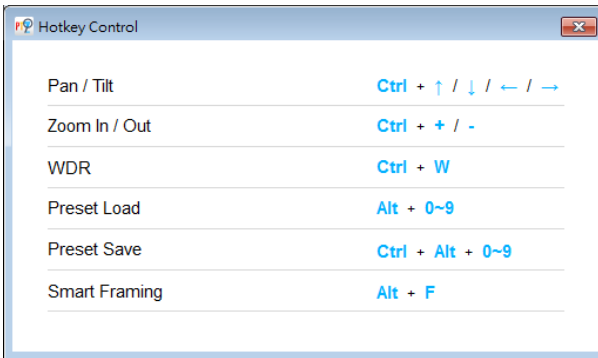 Hotkey Control
Pan / Tilt Ctrl + ↑ / ↓ / ← / →
Zoom In / Out Ctrl + + / -
WDR Ctrl + W
Preset Load Alt + 0~9
Preset Save Ctrl + Alt + 0~9
Smart Framing Alt + F